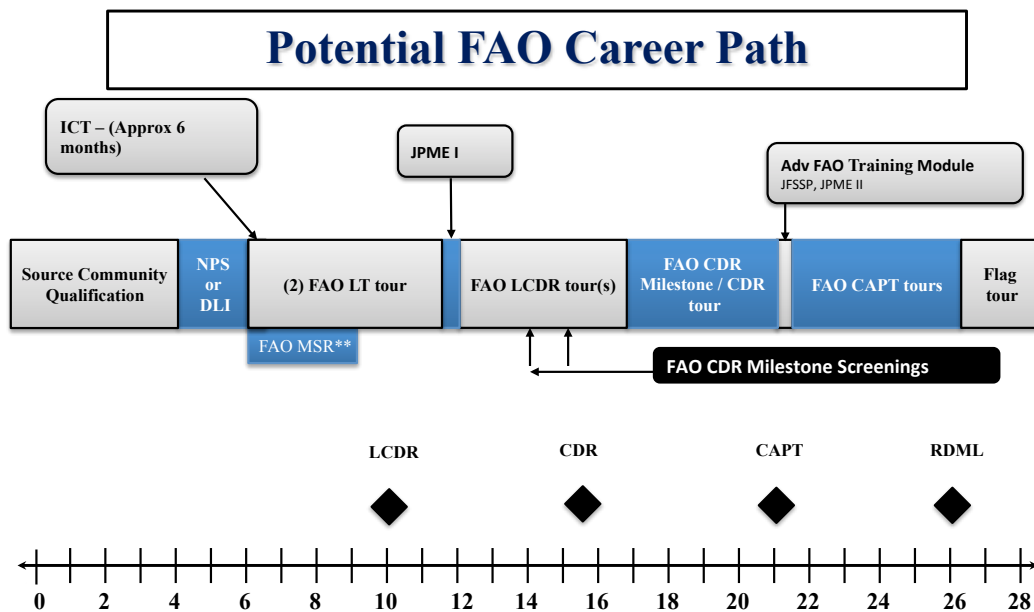 Potential FAO Career Path
ICT – (Approx 6
months)
JPME I
Adv FAO Training Module
JFSSP, JPME II
Source Community
Qualification
NPS
or
DLI
(2) FAO LT tour
FAO LCDR tour(s)
FAO CDR
Milestone / CDR
tour
FAO CAPT tours
Flag
tour
FAO MSR**
FAO CDR Milestone Screenings
LCDR
CDR
CAPT
RDML
0 2 4 6 8 10 12 14 16 18 20 22 24 26 28